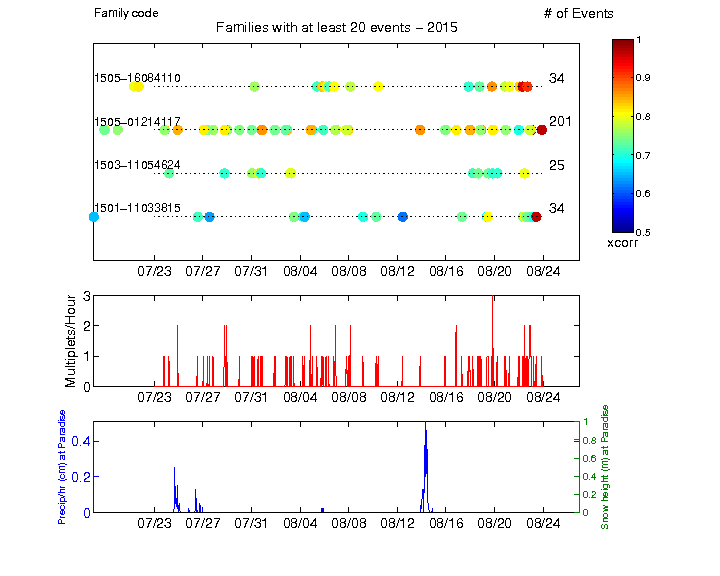 Family code
# of Events
Families with at least 20 events – 2015
1505–16084110
34
1505–01214117
201
1503–11054624
25
1501–11033815
34
07/23 07/27 07/31 08/04 08/08 08/12 08/16 08/20 08/24
1
0.9
0.8
0.7
0.6
0.5
xcorr
Multiplets/Hour
3
2
1
0
07/23 07/27 07/31 08/04 08/08 08/12 08/16 08/20 08/24
Precip/hr (cm) at Paradise
0.4
0.2
0
07/23 07/27 07/31 08/04 08/08 08/12 08/16 08/20 08/24
1
0.8
0.6
0.4
0.2
0
Snow height (m) at Paradise